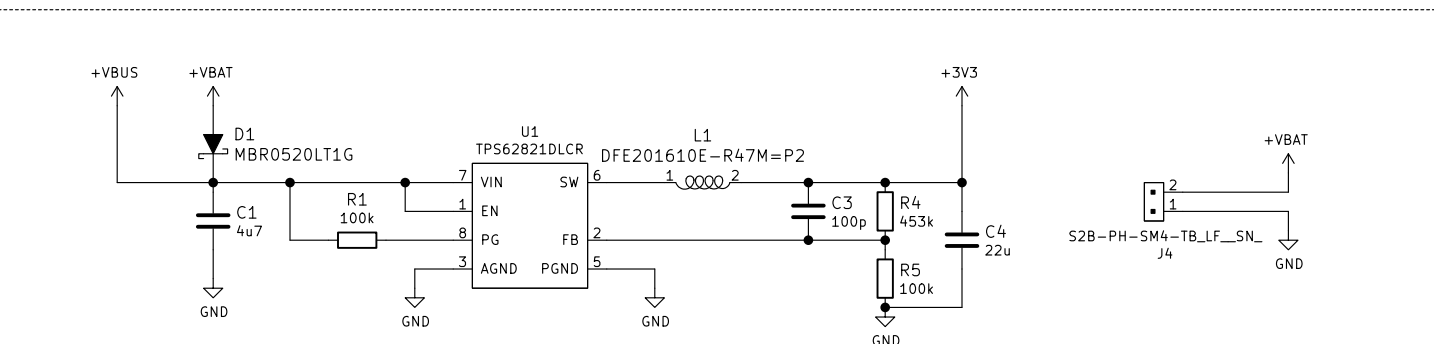 +VBUS
+VBAT
D1
MBR0520LT1G
C1
4u7
GND
R1
100k
U1
TPS62821DLCR
7 VIN
1 EN
8 PG
3 AGND
SW 6
FB 2
PGND 5
GND
GND
L1
DFE201610E-R47M=P2
1 2
+3V3
C3
100p
R4
453k
R5
100k
C4
22u
GND
+VBAT
2
1
S2B-PH-SM4-TB_LF__SN_
J4
GND